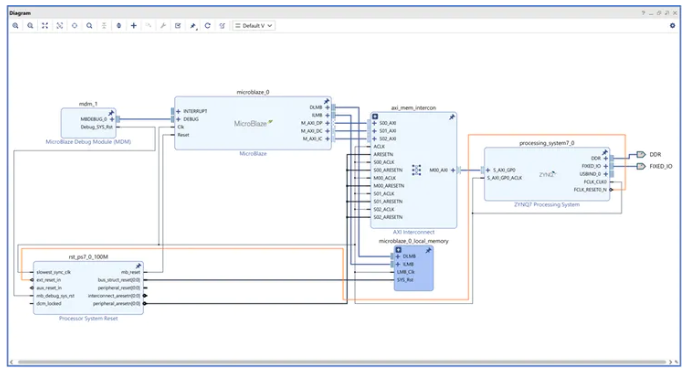 Diagram
Default V
mdm_1
MBDEBUG_0
Debug_SYS_Rst
MicroBlaze Debug Module (MDM)
microblaze_0
INTERRUPT
DEBUG
Clk
Reset
MicroBlaze
DLMB
ILMB
M_AXI_DP
M_AXI_DC
M_AXI_IC
MicroBlaze
axi_mem_intercon
S00_AXI
S01_AXI
S02_AXI
ACLK
ARESETN
S00_ACLK
S00_ARESETN
M00_ACLK
M00_ARESETN
S01_ACLK
S01_ARESETN
S02_ACLK
S02_ARESETN
M00_AXI
AXI Interconnect
processing_system7_0
S_AXI_GP0
S_AXI_GP0_ACLK
ZYNQ
DDR
FIXED_IO
USBIND_0
FCLK_CLK0
FCLK_RESET0_N
ZYNQ7 Processing System
DDR
FIXED_IO
microblaze_0_local_memory
DLMB
ILMB
LMB_Clk
SYS_Rst
rst_ps7_0_100M
slowest_sync_clk
ext_reset_in
aux_reset_in
mb_debug_sys_rst
dcm_locked
mb_reset
bus_struct_reset[0:0]
peripheral_reset[0:0]
interconnect_aresetn[0:0]
peripheral_aresetn[0:0]
Processor System Reset